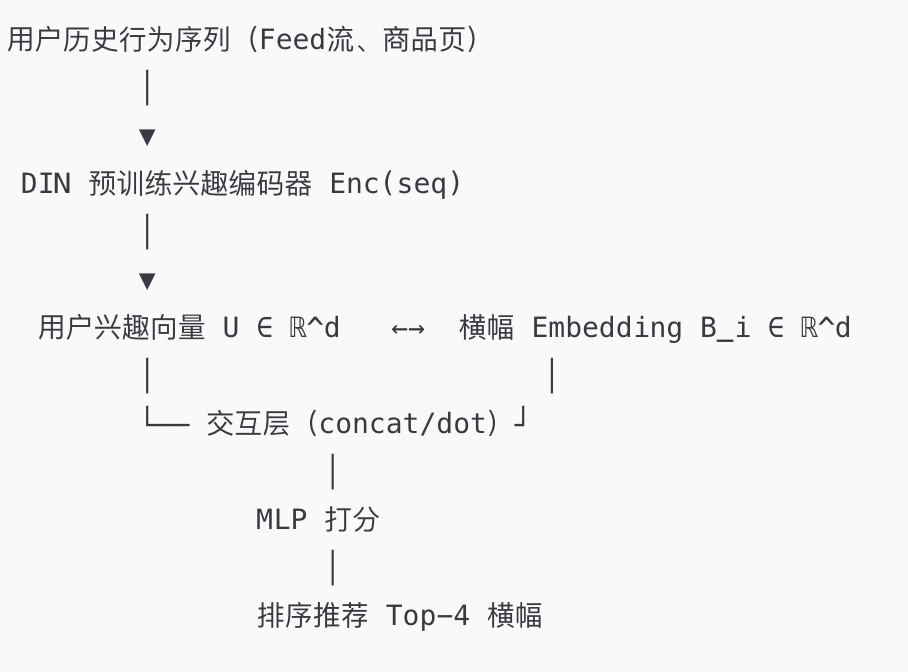 用户历史行为序列（Feed流、商品页）
│
▼
DIN 预训练兴趣编码器 Enc(seq)
│
▼
用户兴趣向量 U ∈ ℝ^d ←→ 横幅 Embedding B_i ∈ ℝ^d
│ │
└── 交互层（concat/dot）┘
│
MLP 打分
│
排序推荐 Top-4 横幅